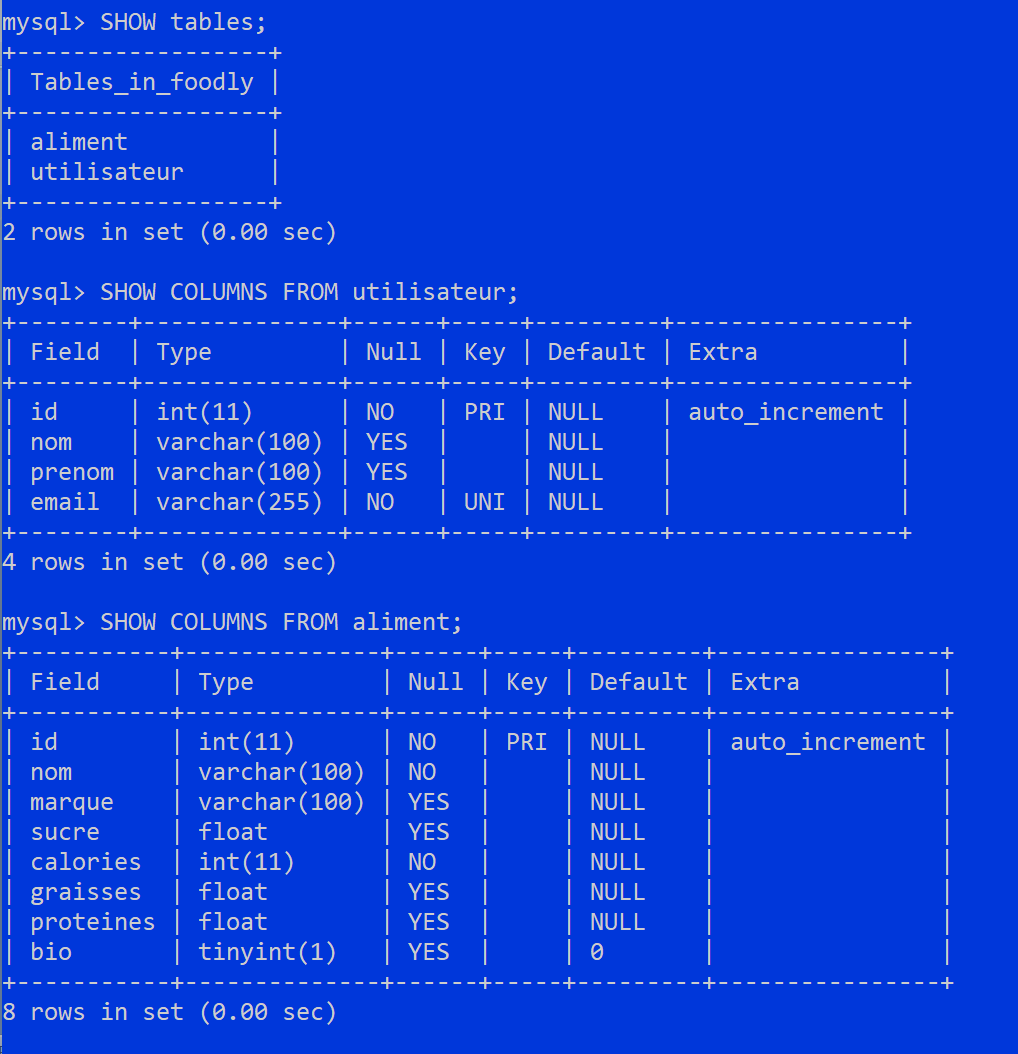 mysql> SHOW tables;
+------------------+
| Tables_in_foodly |
+------------------+
| aliment          |
| utilisateur      |
+------------------+
2 rows in set (0.00 sec)

mysql> SHOW COLUMNS FROM utilisateur;
+--------+--------------+------+-----+---------+----------------+
| Field  | Type         | Null | Key | Default | Extra          |
+--------+--------------+------+-----+---------+----------------+
| id     | int(11)      | NO   | PRI | NULL    | auto_increment |
| nom    | varchar(100) | YES  |     | NULL    |                |
| prenom | varchar(100) | YES  |     | NULL    |                |
| email  | varchar(255) | NO   | UNI | NULL    |                |
+--------+--------------+------+-----+---------+----------------+
4 rows in set (0.00 sec)

mysql> SHOW COLUMNS FROM aliment;
+-----------+--------------+------+-----+---------+----------------+
| Field     | Type         | Null | Key | Default | Extra          |
+-----------+--------------+------+-----+---------+----------------+
| id        | int(11)      | NO   | PRI | NULL    | auto_increment |
| nom       | varchar(100) | NO   |     | NULL    |                |
| marque    | varchar(100) | YES  |     | NULL    |                |
| sucre     | float        | YES  |     | NULL    |                |
| calories  | int(11)      | NO   |     | NULL    |                |
| graisses  | float        | YES  |     | NULL    |                |
| proteines | float        | YES  |     | NULL    |                |
| bio       | tinyint(1)   | YES  |     | 0       |                |
+-----------+--------------+------+-----+---------+----------------+
8 rows in set (0.00 sec)